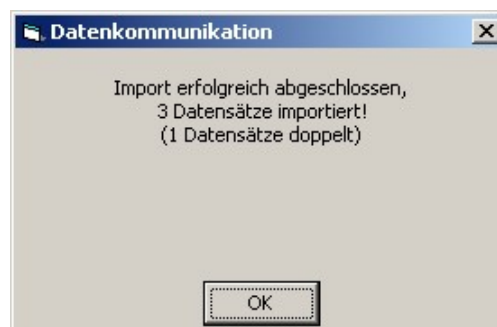 Datenkommunikation
Import erfolgreich abgeschlossen,
3 Datensätze importiert!
(1 Datensätze doppelt)
OK